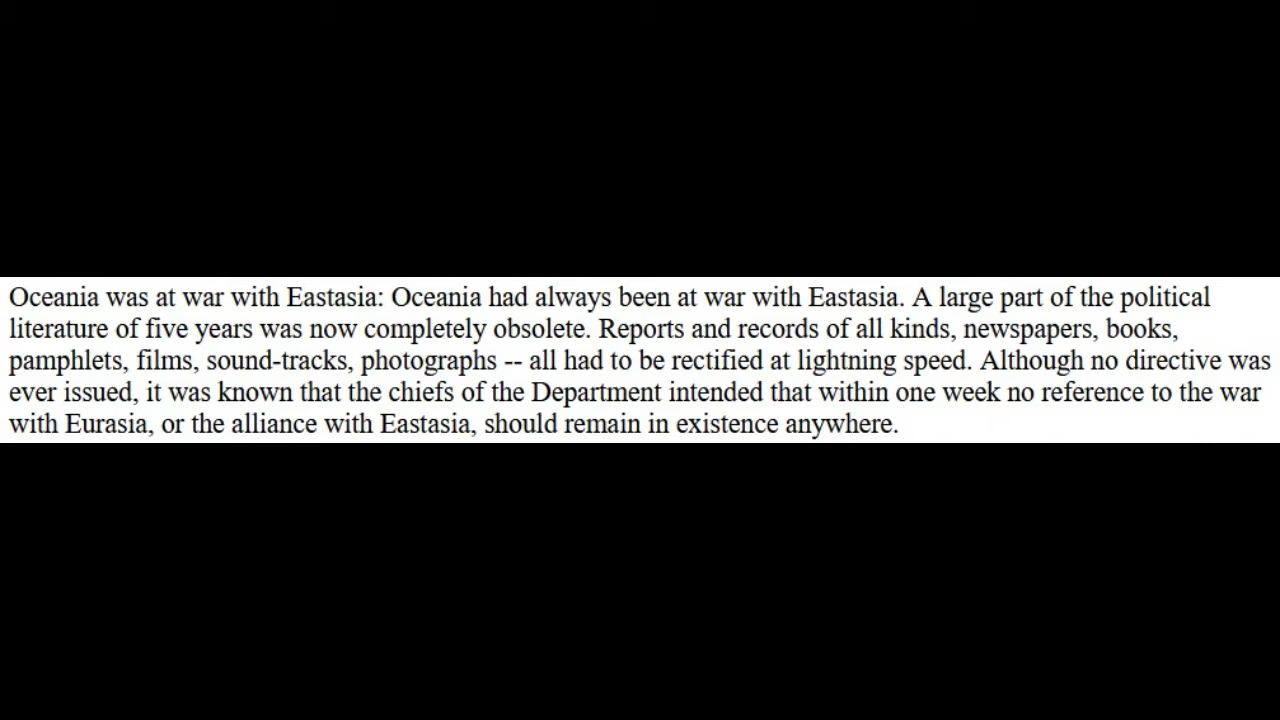 Oceania was at war with Eastasia: Oceania had always been at war with Eastasia. A large part of the political
literature of five years was now completely obsolete. Reports and records of all kinds, newspapers, books,
pamphlets, films, sound-tracks, photographs -- all had to be rectified at lightning speed. Although no directive was
ever issued, it was known that the chiefs of the Department intended that within one week no reference to the war
with Eurasia, or the alliance with Eastasia, should remain in existence anywhere.